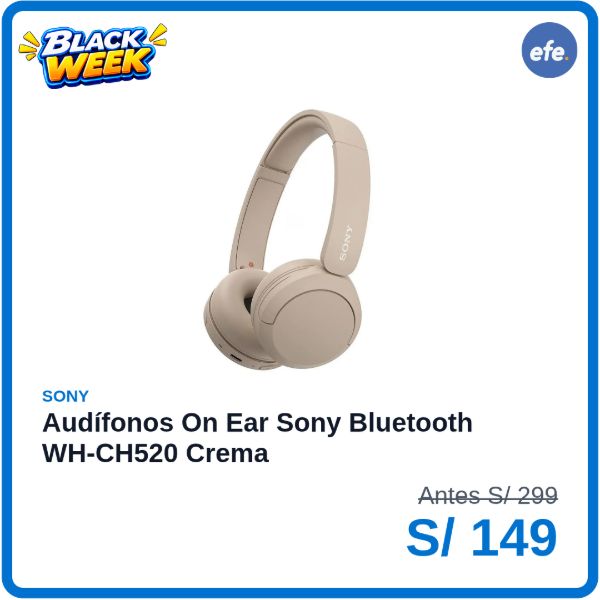 BLACK
WEEK
efe.
SONY
SONY
Audífonos On Ear Sony Bluetooth
WH-CH520 Crema
Antes S/ 299
S/ 149